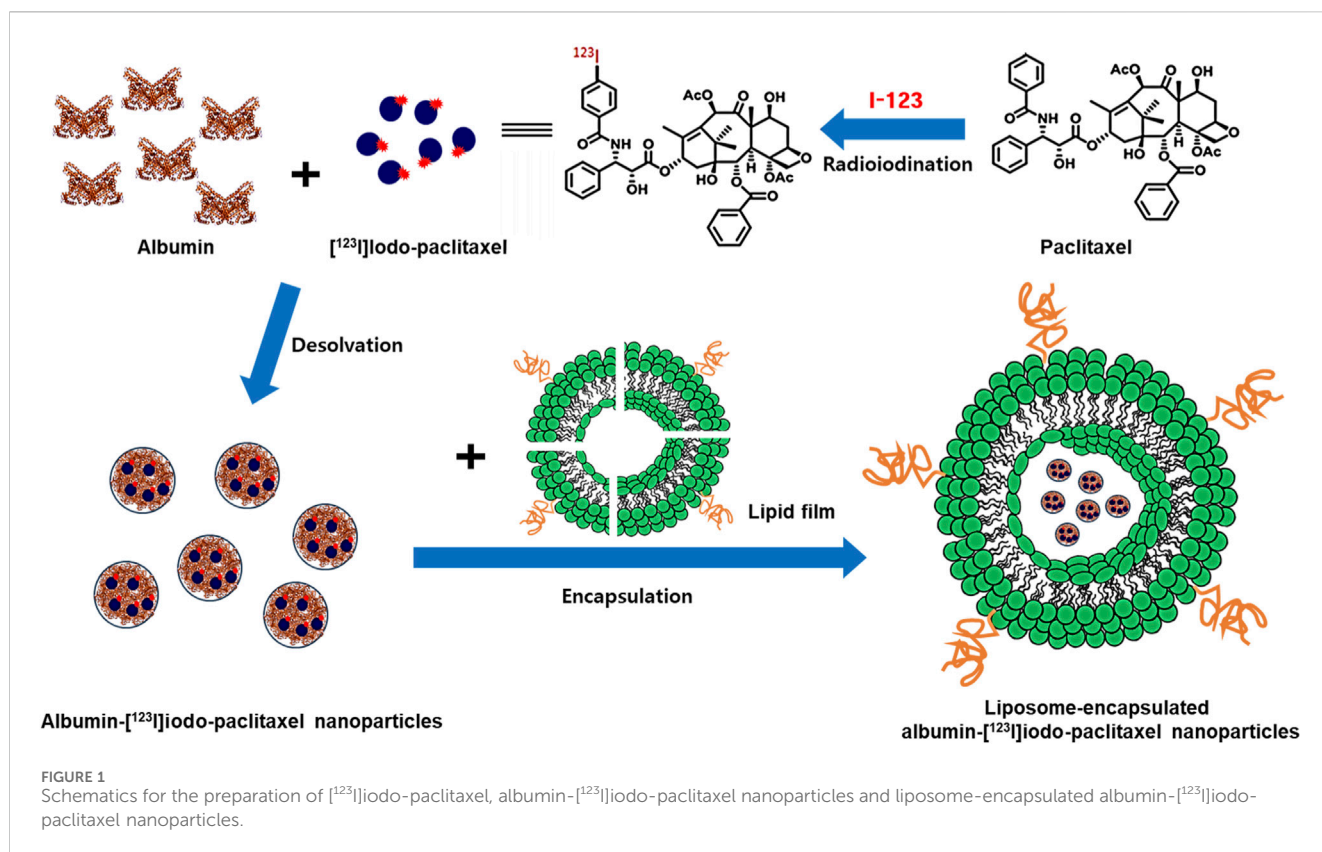 ¹²³I
AcO
O
OH
O
NH
O
O
OH
HO
O
H
OAc
O
O
I-123
Radioiodination
O
NH
O
O
OH
AcO
O
OH
HO
O
H
OAc
O
O
+
Albumin
[¹²³I]Iodo-paclitaxel
Paclitaxel
Desolvation
+
Lipid film
Encapsulation
Albumin-[¹²³I]iodo-paclitaxel nanoparticles
Liposome-encapsulated
albumin-[¹²³I]iodo-paclitaxel nanoparticles
FIGURE 1
Schematics for the preparation of [¹²³I]iodo-paclitaxel, albumin-[¹²³I]iodo-paclitaxel nanoparticles and liposome-encapsulated albumin-[¹²³I]iodo-
paclitaxel nanoparticles.